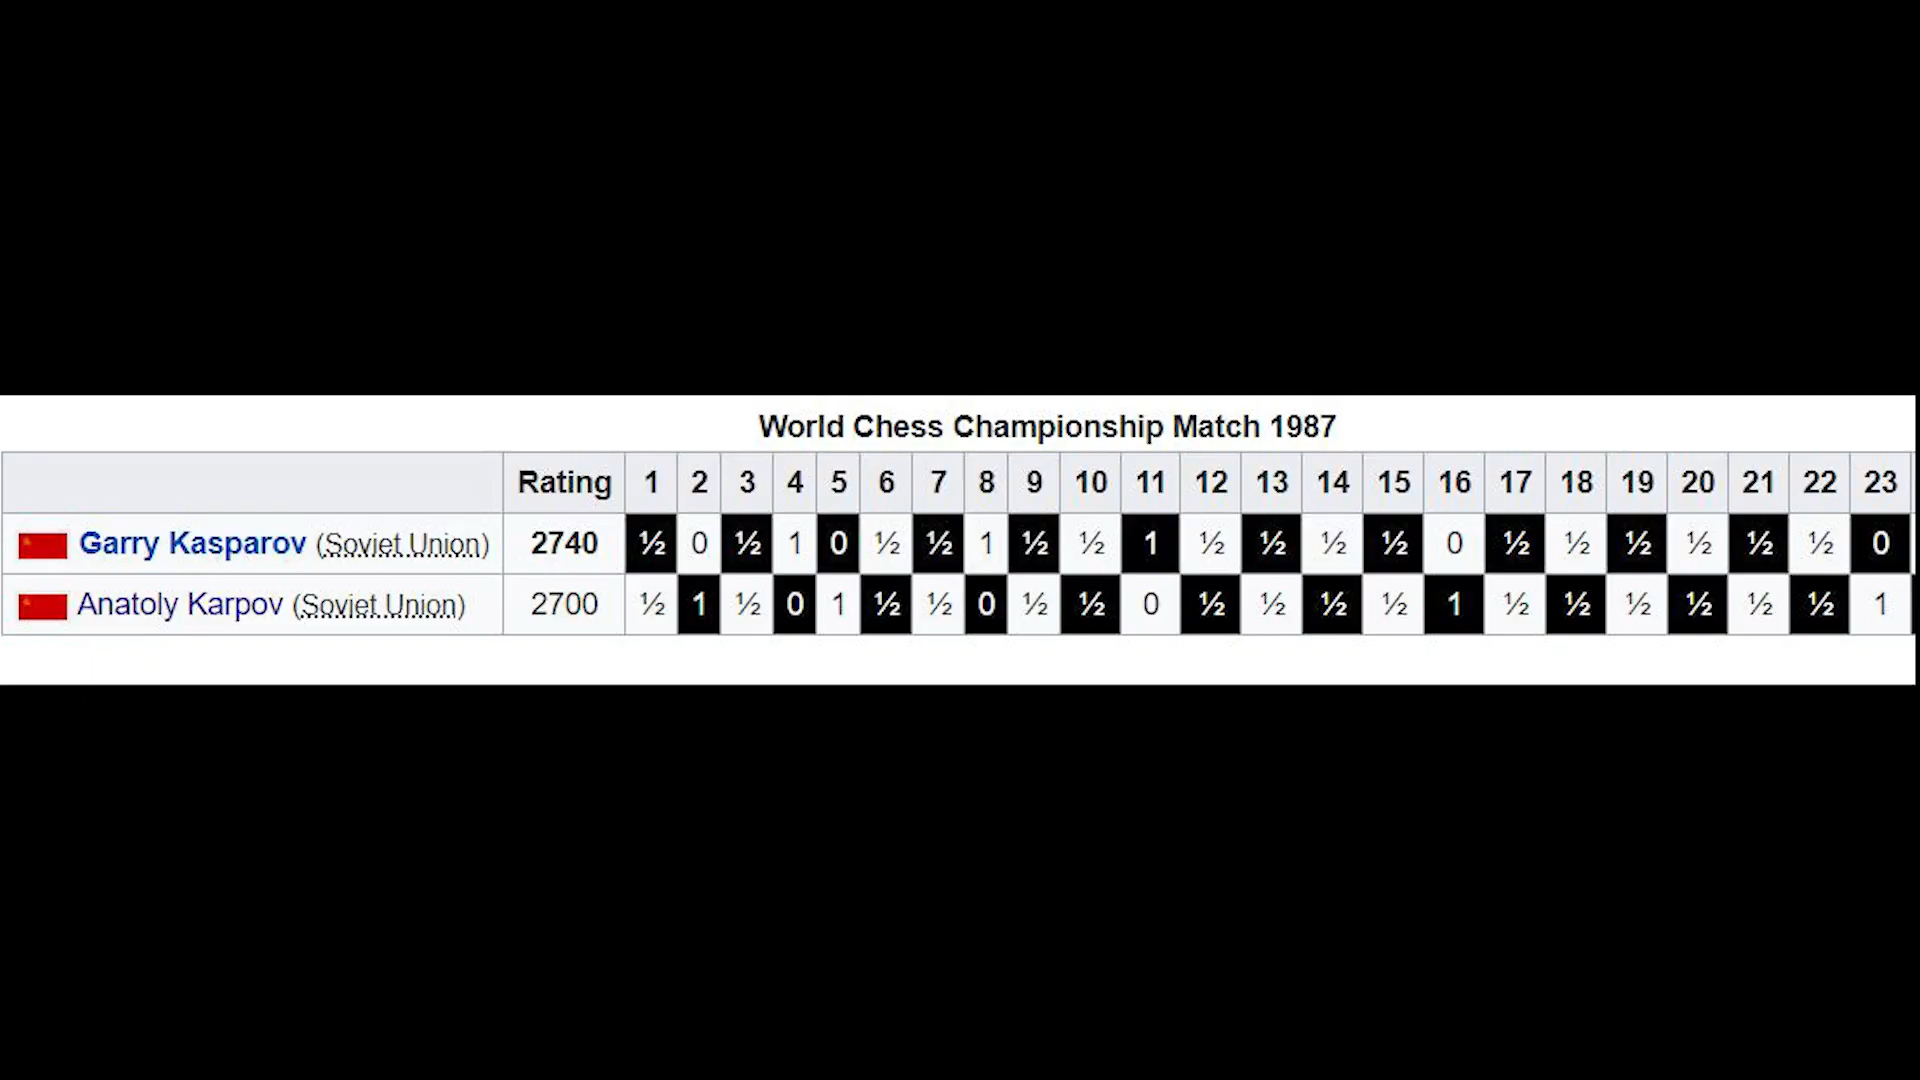 World Chess Championship Match 1987
Rating 1 2 3 4 5 6 7 8 9 10 11 12 13 14 15 16 17 18 19 20 21 22 23
Garry Kasparov (Soviet Union) 2740 ½ 0 ½ 1 0 ½ ½ 1 ½ ½ 1 ½ ½ ½ ½ 0 ½ ½ ½ ½ ½ ½ 0
Anatoly Karpov (Soviet Union) 2700 ½ 1 ½ 0 1 ½ ½ 0 ½ ½ 0 ½ ½ ½ ½ 1 ½ ½ ½ ½ ½ ½ 1